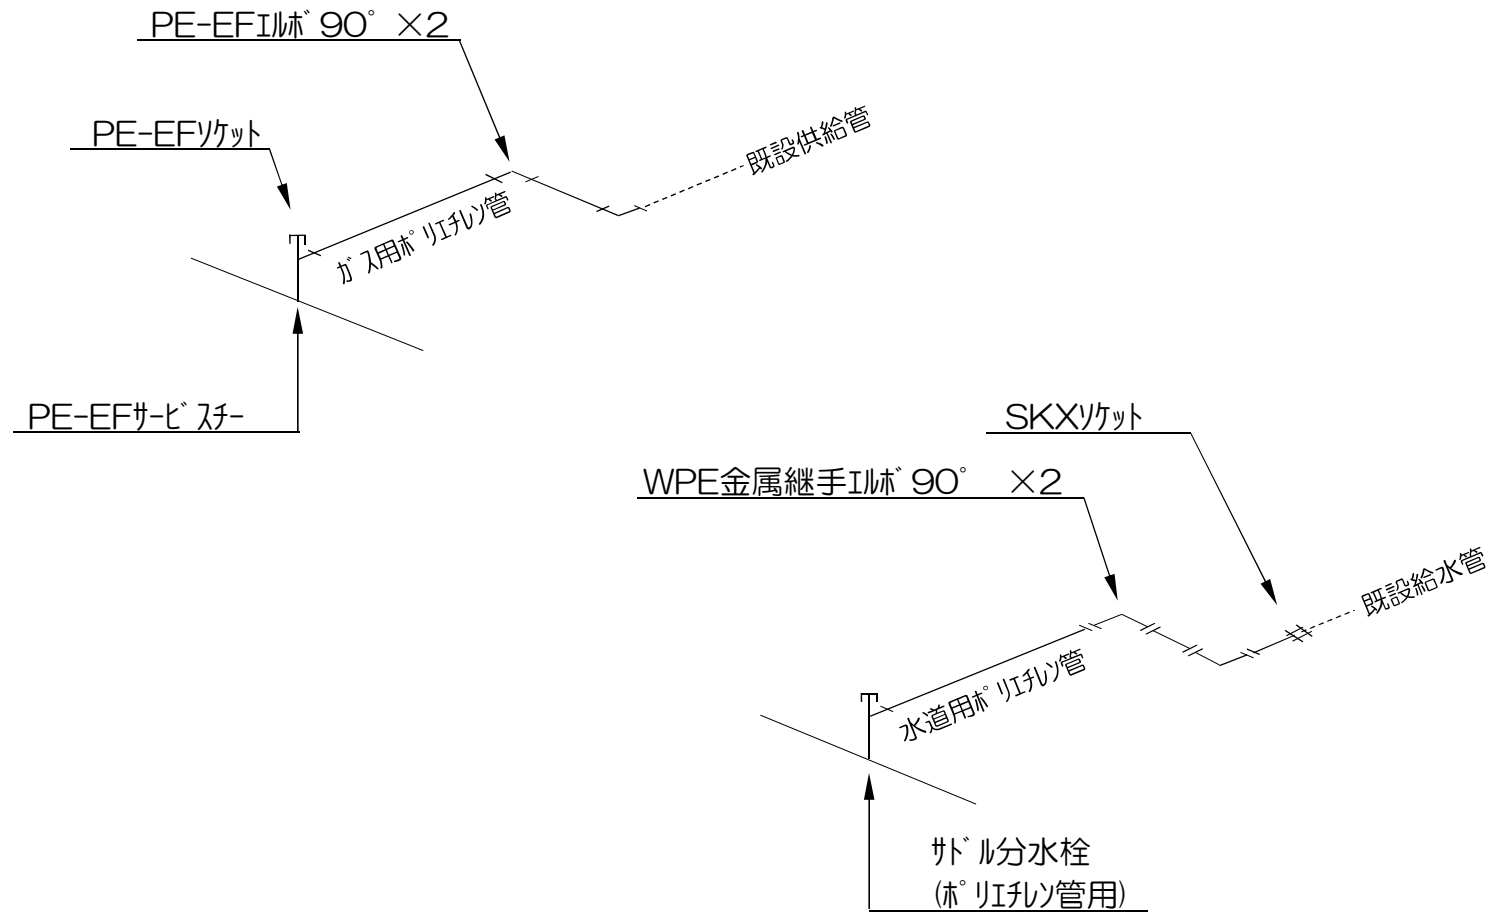 PE-EFｴﾙﾎﾞ90°×2
PE-EFｿｹｯﾄ
既設供給管
ｶﾞｽ用ﾎﾟﾘｴﾁﾚﾝ管
PE-EFｻｰﾋﾞｽﾁｰ
SKXｿｹｯﾄ
WPE金属継手ｴﾙﾎﾞ90° ×2
既設給水管
水道用ﾎﾟﾘｴﾁﾚﾝ管
ｻﾄﾞﾙ分水栓
(ﾎﾟﾘｴﾁﾚﾝ管用)